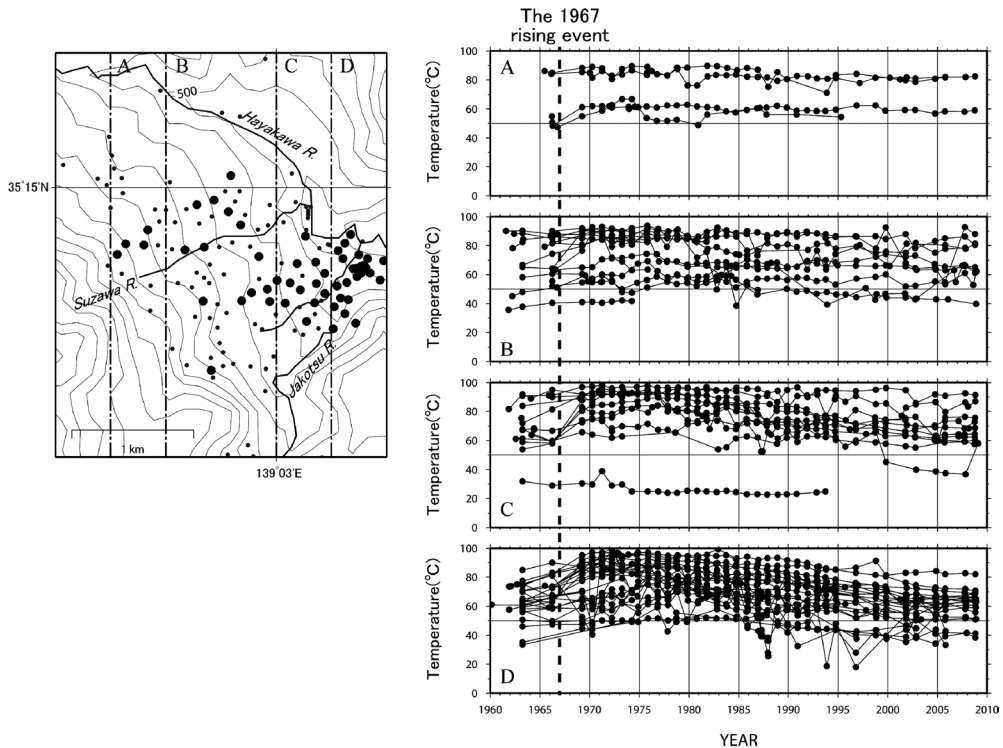 The 1967
rising event
A B C D
500
Hayakawa R.
35°15'N
Suzawa R.
Jakotsu R.
1 km
139°03'E
Temperature(°C)
100
80
60
40
20
0
A
Temperature(°C)
100
80
60
40
20
0
B
Temperature(°C)
100
80
60
40
20
0
C
Temperature(°C)
100
80
60
40
20
0
D
1960 1965 1970 1975 1980 1985 1990 1995 2000 2005 2010
YEAR